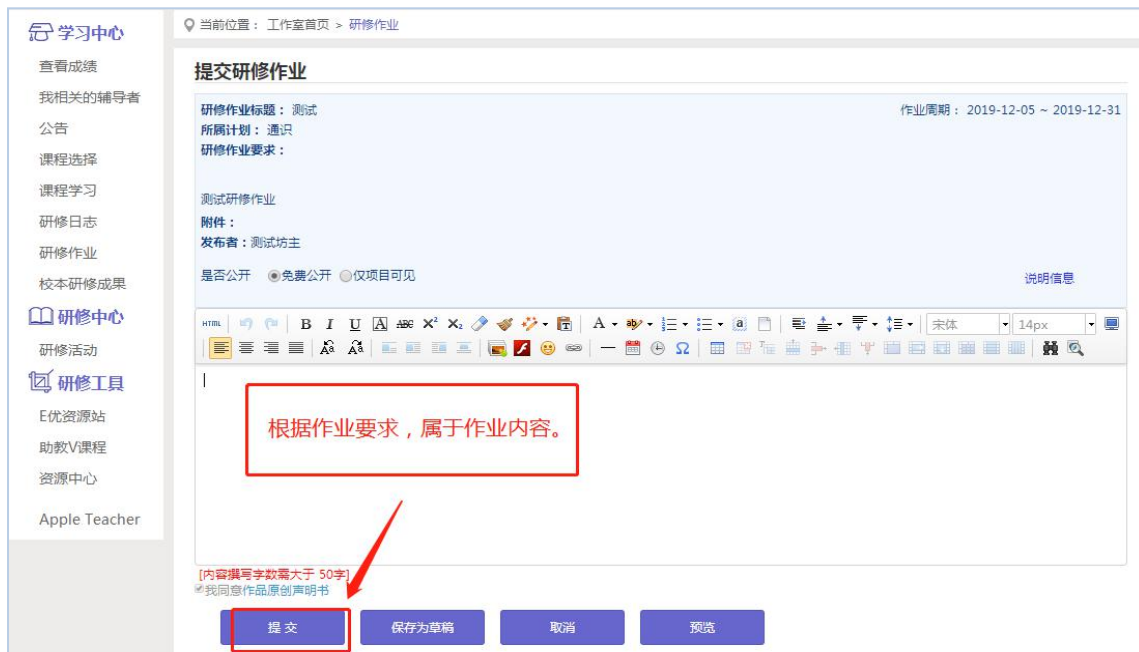 学习中心
查看成绩
我相关的辅导者
公告
课程选择
课程学习
研修日志
研修作业
校本研修成果
研修中心
研修活动
研修工具
E优资源站
助教V课程
资源中心
Apple Teacher
当前位置： 工作室首页 > 研修作业
提交研修作业
研修作业标题： 测试
作业周期： 2019-12-05 ~ 2019-12-31
所属计划： 通识
研修作业要求：
测试研修作业
附件：
发布者：测试坊主
是否公开 免费公开 仅项目可见
说明信息
HTML B I U A ABC X² X₂ A ab 宋体 14px
Aa Aa Ω
根据作业要求，属于作业内容。
[内容撰写字数需大于 50字]
我同意作品原创声明书
提 交 保存为草稿 取消 预览